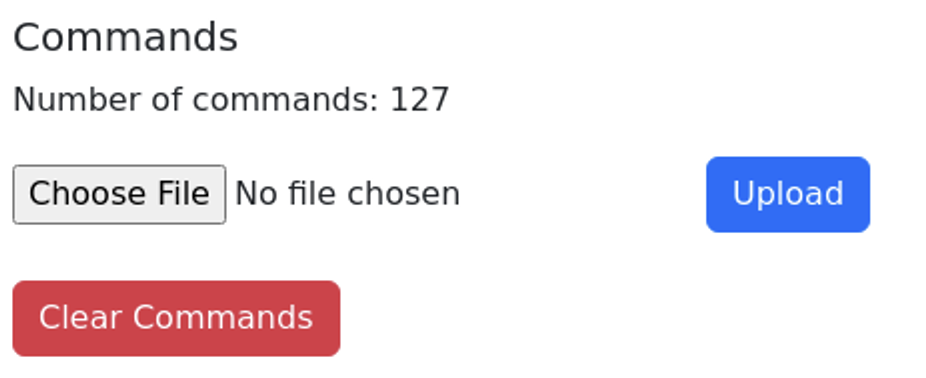 Commands
Number of commands: 127
Choose File No file chosen Upload
Clear Commands